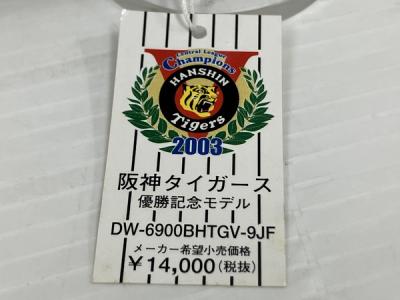 Central League
Champions
HANSHIN
Tigers
2003
阪神タイガース
優勝記念モデル
DW-6900BHTGV-9JF
メーカー希望小売価格
¥14,000(税抜)